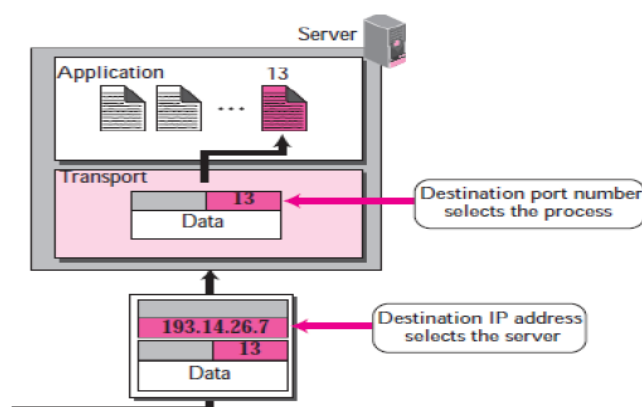 Server
Application
13
...
Transport
13
Data
Destination port number
selects the process
193.14.26.7
13
Data
Destination IP address
selects the server